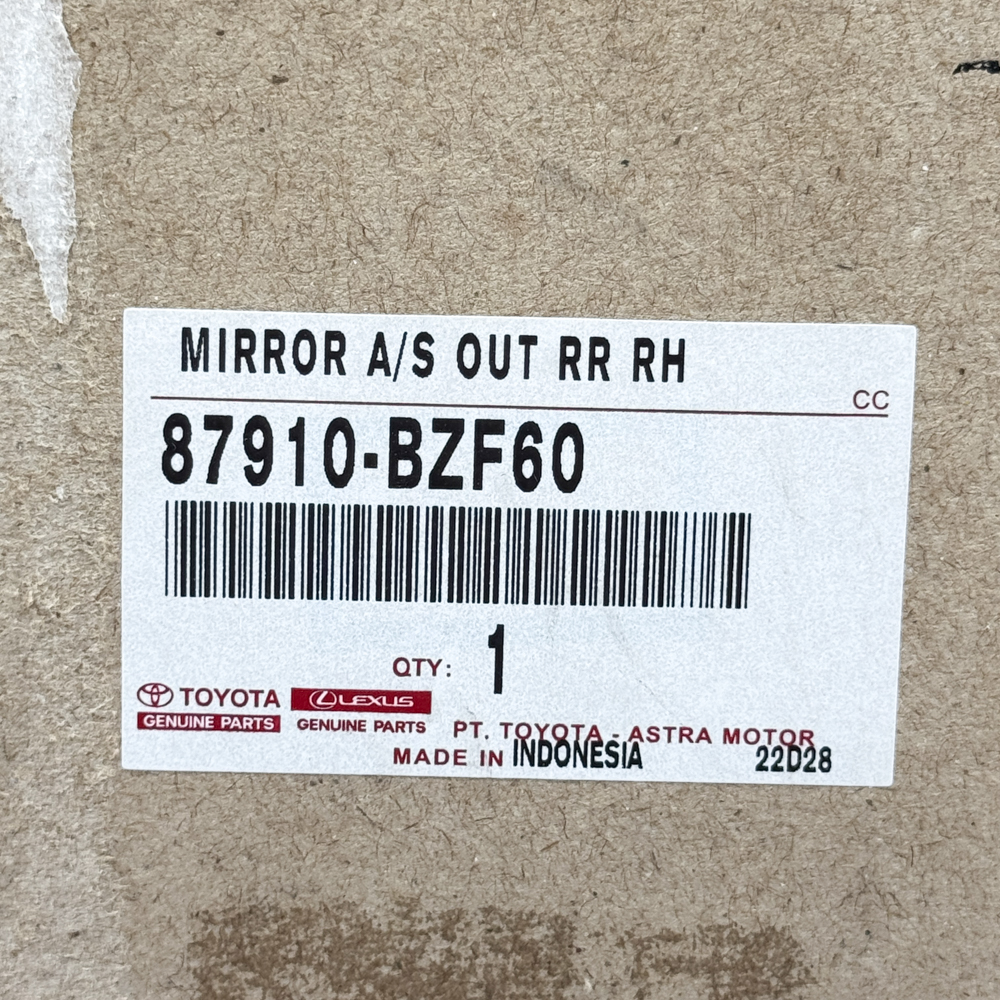 MIRROR A/S OUT RR RH
CC
87910-BZF60
QTY: 1
TOYOTA LEXUS
GENUINE PARTS GENUINE PARTS PT. TOYOTA - ASTRA MOTOR
MADE IN INDONESIA 22D28